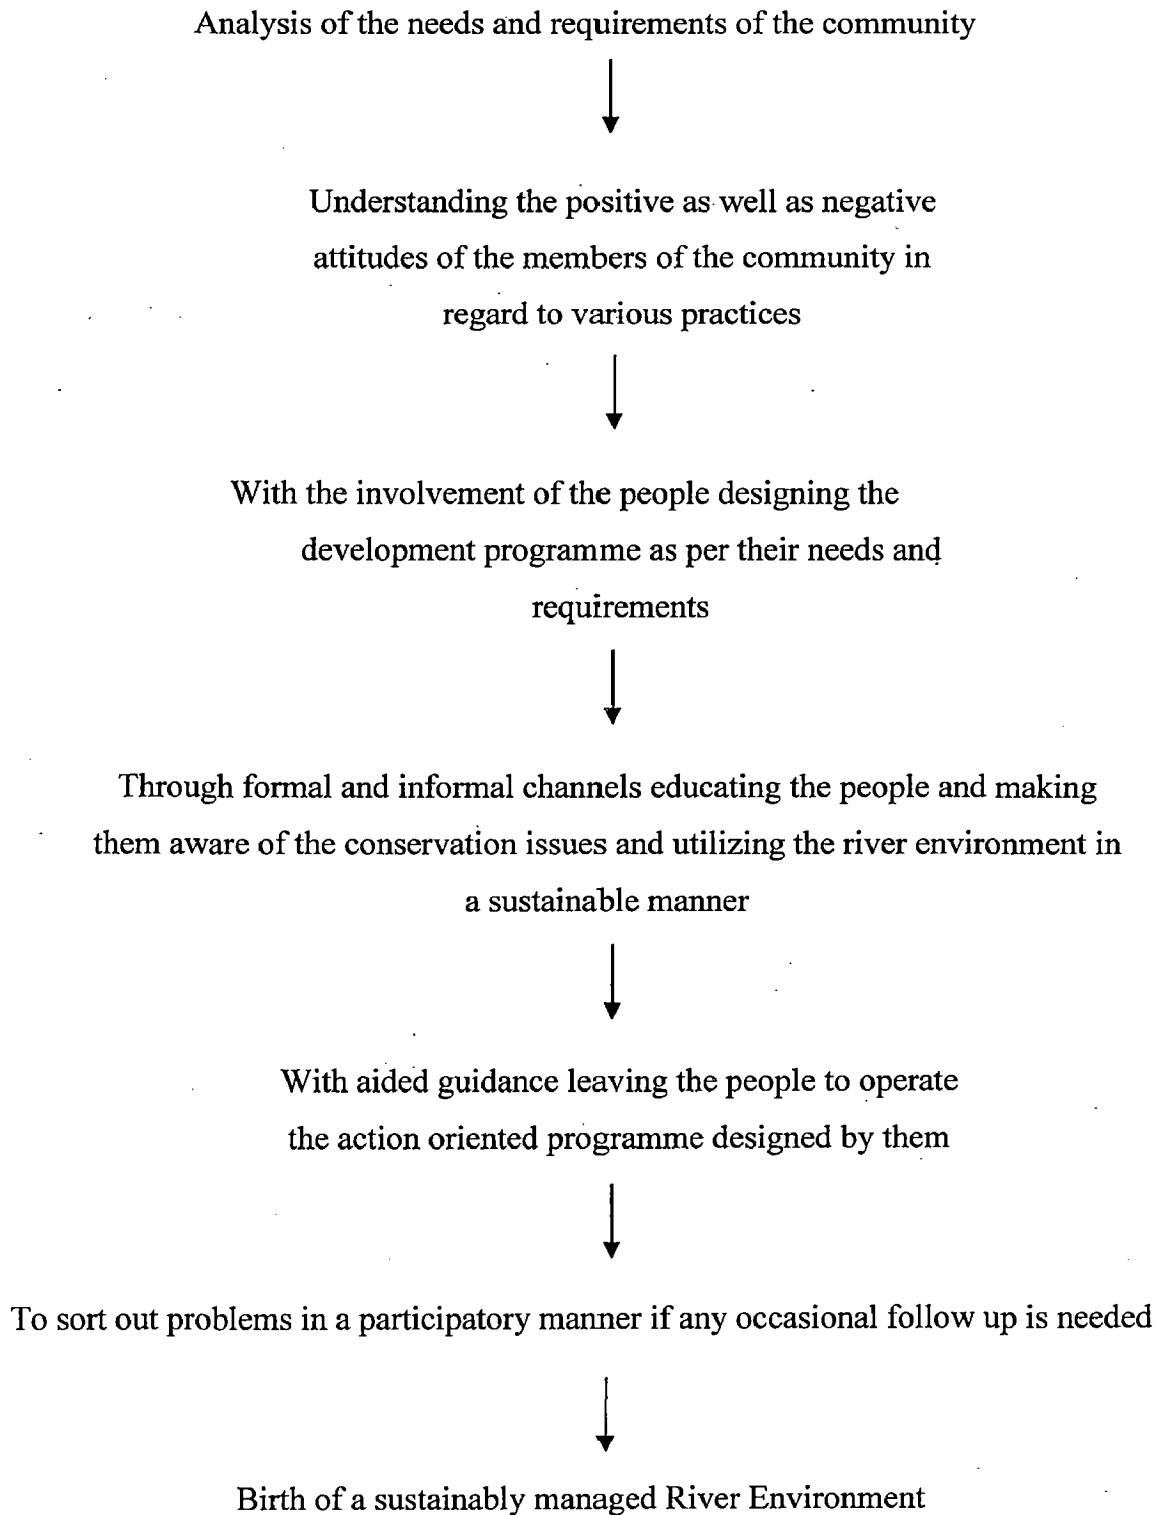 Analysis of the needs and requirements of the community
Understanding the positive as well as negative
attitudes of the members of the community in
regard to various practices
With the involvement of the people designing the
development programme as per their needs and
requirements
Through formal and informal channels educating the people and making
them aware of the conservation issues and utilizing the river environment in
a sustainable manner
With aided guidance leaving the people to operate
the action oriented programme designed by them
To sort out problems in a participatory manner if any occasional follow up is needed
Birth of a sustainably managed River Environment